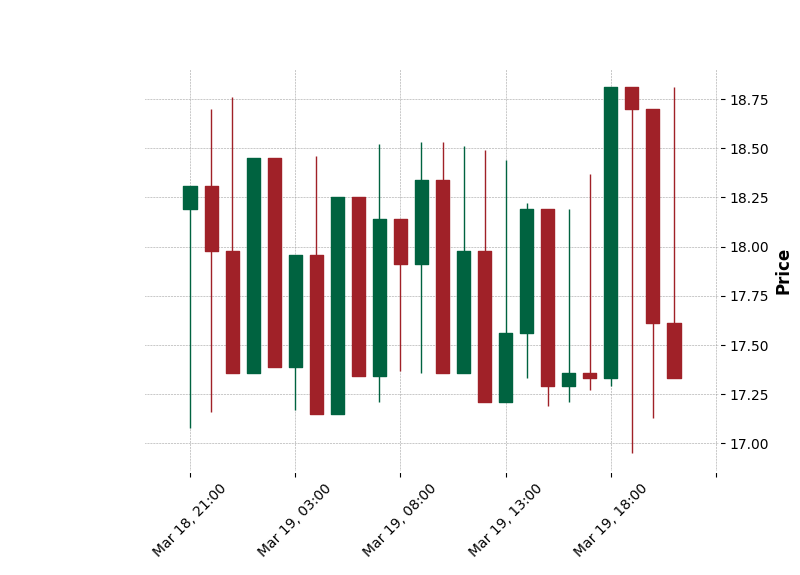 18.75
18.50
18.25
18.00
17.75
17.50
17.25
17.00
Price
Mar 18, 21:00
Mar 19, 03:00
Mar 19, 08:00
Mar 19, 13:00
Mar 19, 18:00